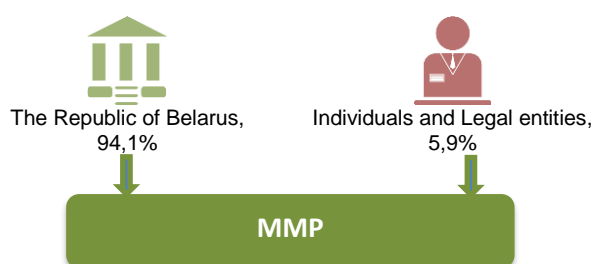 The Republic of Belarus,
94,1%
Individuals and Legal entities,
5,9%
MMP